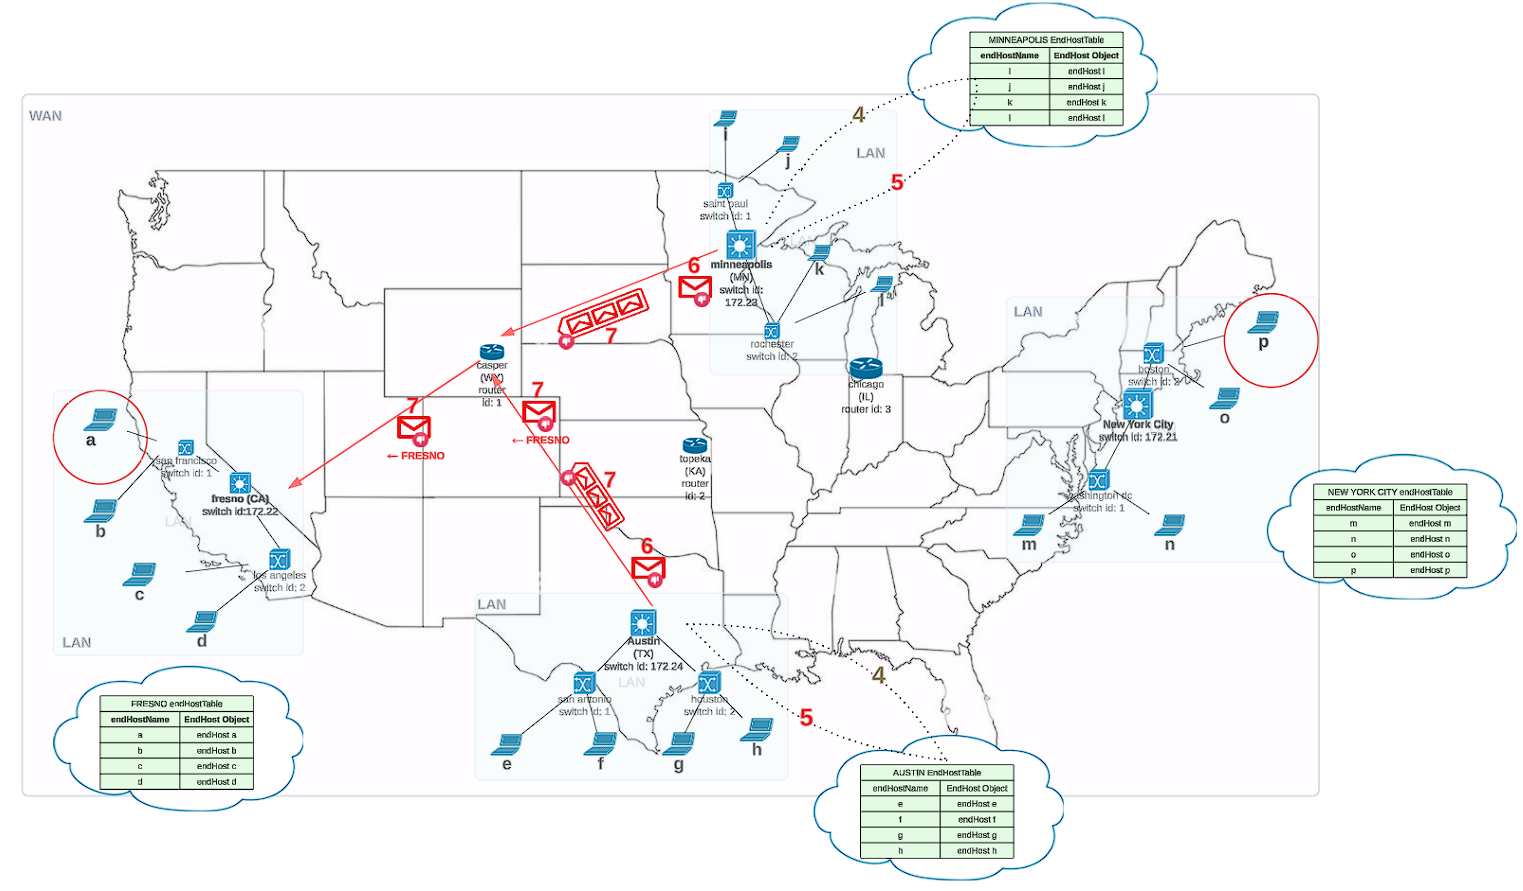 MINNEAPOLIS EndHostTable
endHostName EndHost Object
i endHost i
j endHost j
k endHost k
l endHost l
WAN
4
LAN
i
j
5
saint paul
switch id: 1
minneapolis
(MN)
switch id:
172.23
LAN
k
l
6
7
rochester
switch id: 2
LAN
p
boston
switch id: 2
o
New York City
switch id: 172.21
washington dc
switch id: 1
m
n
casper
(WY)
router
id: 1
chicago
(IL)
router id: 3
7
← FRESNO
7
← FRESNO
a
san francisco
switch id: 1
fresno (CA)
switch id:172.22
b
LAN
c
los angeles
switch id: 2
d
LAN
topeka
(KA)
router
id: 2
7
6
NEW YORK CITY endHostTable
endHostName EndHost Object
m endHost m
n endHost n
o endHost o
p endHost p
LAN
Austin
(TX)
switch id: 172.24
LAN
san antonio
switch id: 1
houston
switch id: 2
e
f
g
h
4
5
FRESNO endHostTable
endHostName EndHost Object
a endHost a
b endHost b
c endHost c
d endHost d
AUSTIN EndHostTable
endHostName EndHost Object
e endHost e
f endHost f
g endHost g
h endHost h